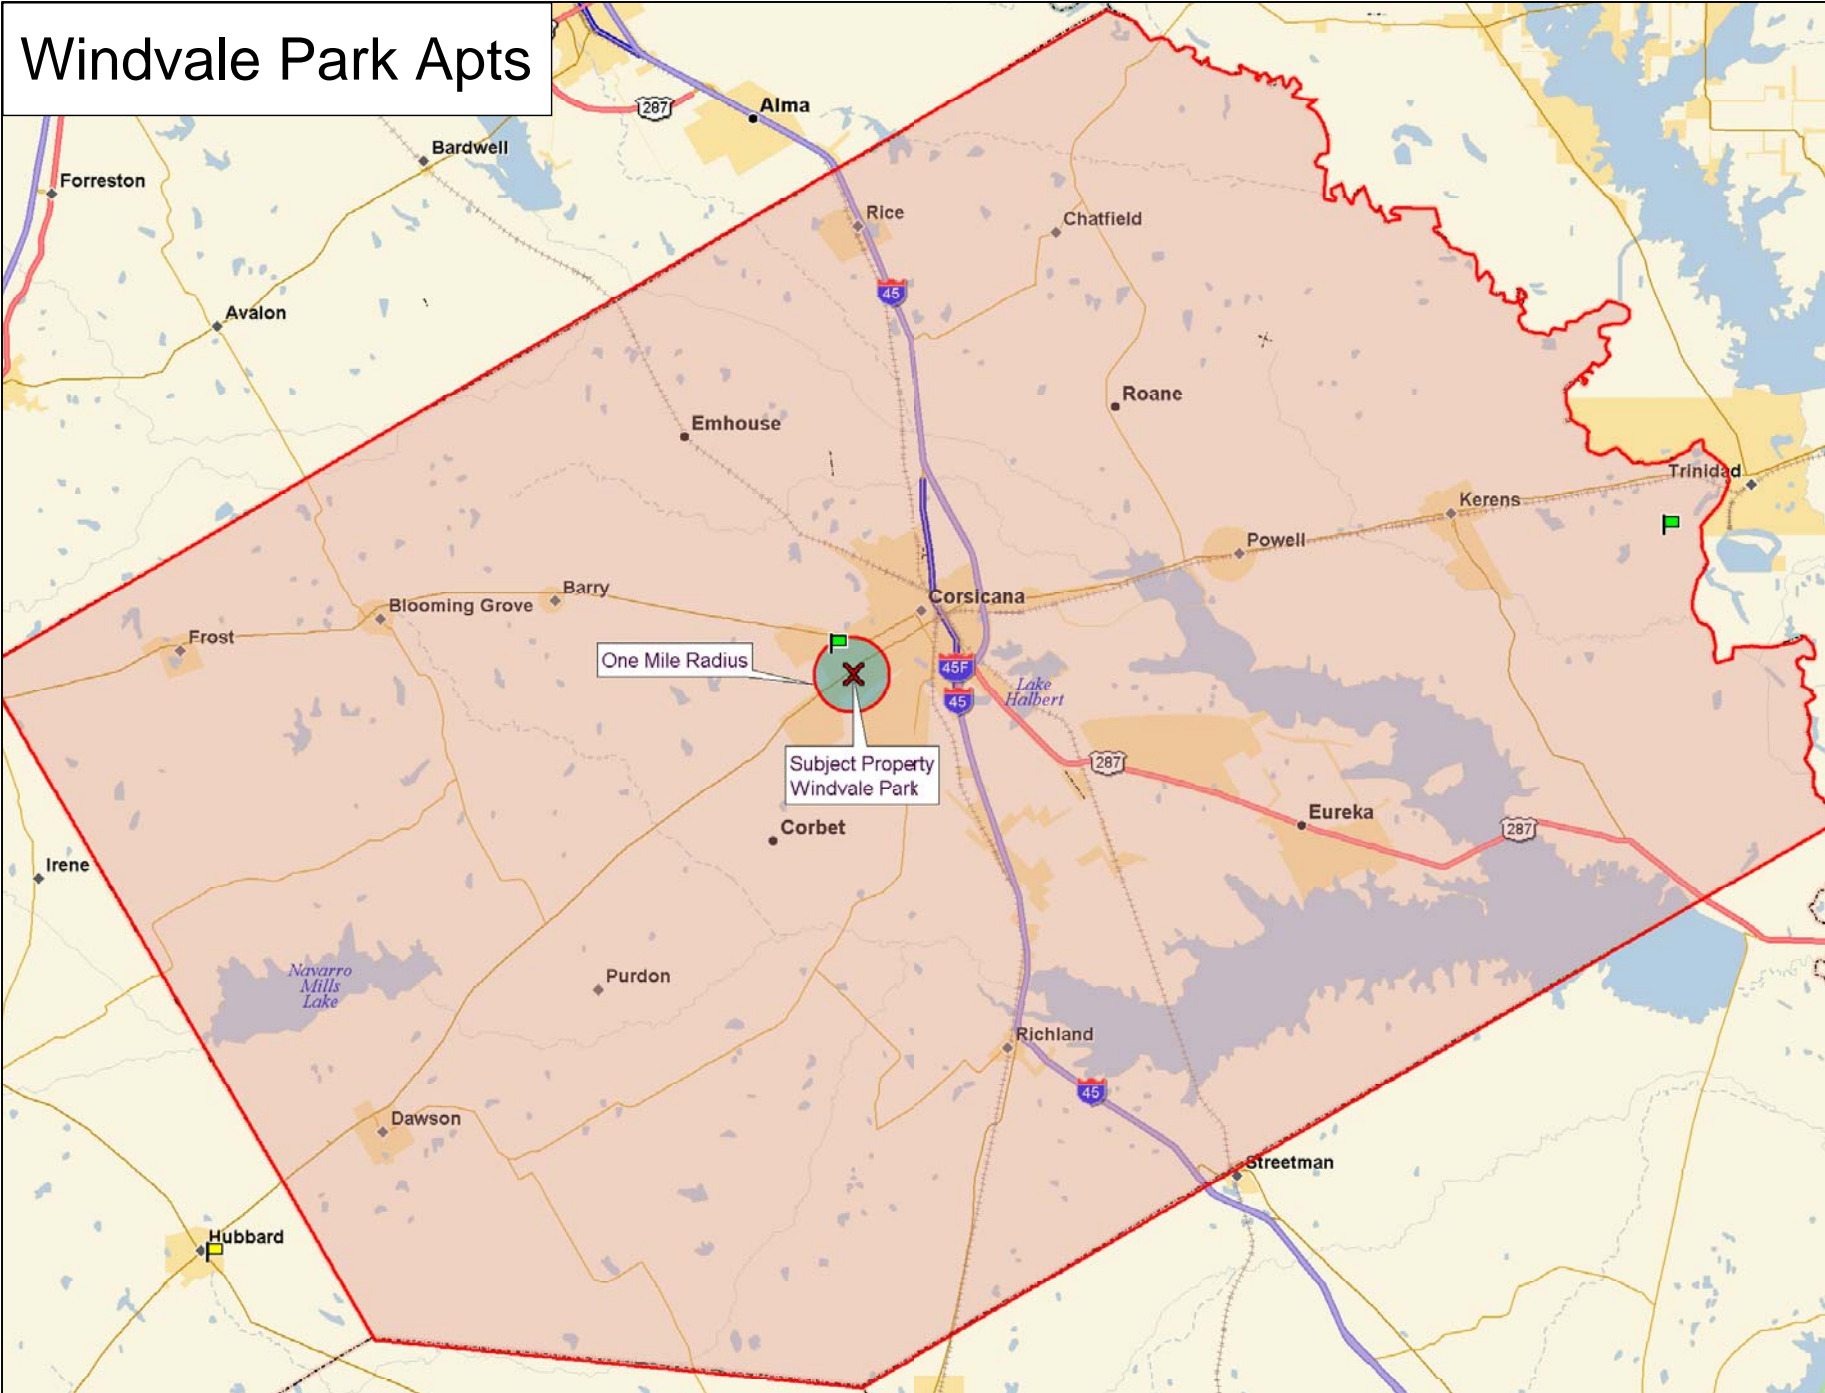 Windvale Park Apts
287
Alma
Bardwell
Forreston
Rice
Chatfield
45
Avalon
Roane
Emhouse
Trinidad
Kerens
Powell
Barry
Corsicana
Blooming Grove
Frost
One Mile Radius
45F
45
Lake
Halbert
Subject Property
Windvale Park
287
Eureka
287
Corbet
Irene
Navarro
Mills
Lake
Purdon
Richland
45
Dawson
Streetman
Hubbard